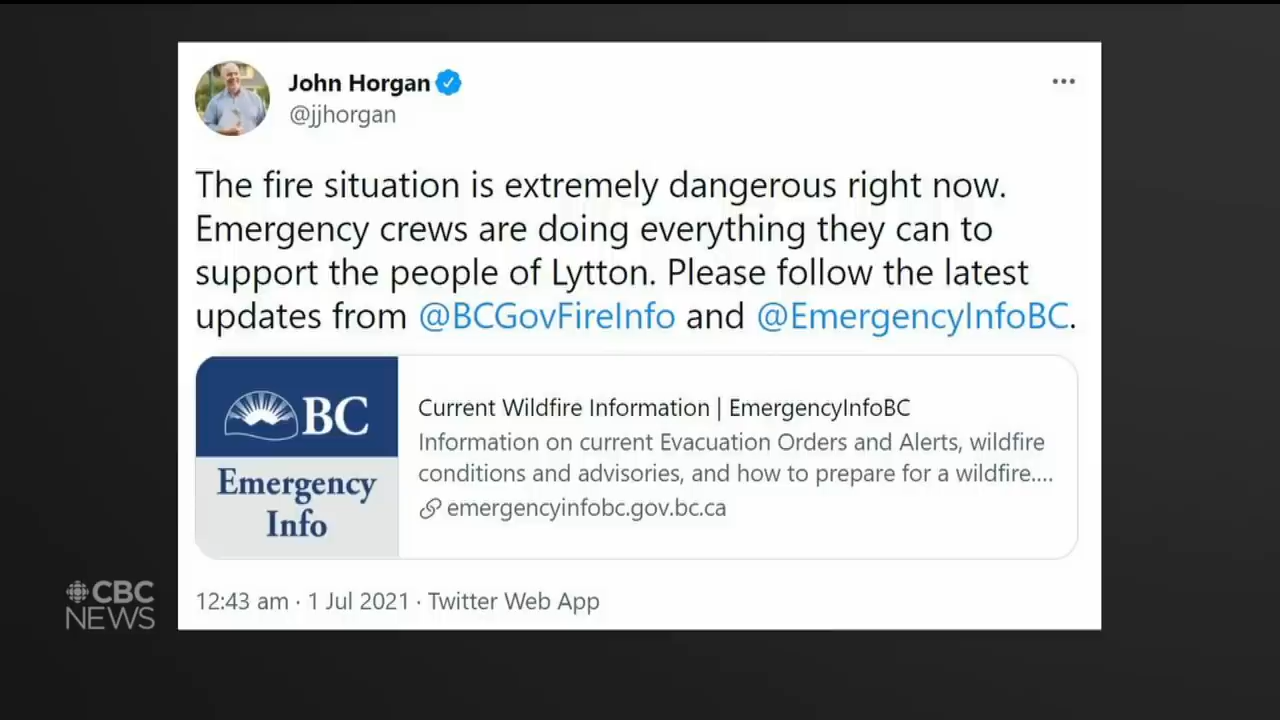 John Horgan
@jjhorgan
The fire situation is extremely dangerous right now.
Emergency crews are doing everything they can to
support the people of Lytton. Please follow the latest
updates from @BCGovFireInfo and @EmergencyInfoBC.
BC
Emergency
Info
Current Wildfire Information | EmergencyInfoBC
Information on current Evacuation Orders and Alerts, wildfire
conditions and advisories, and how to prepare for a wildfire....
emergencyinfobc.gov.bc.ca
12:43 am · 1 Jul 2021 · Twitter Web App
CBC
NEWS